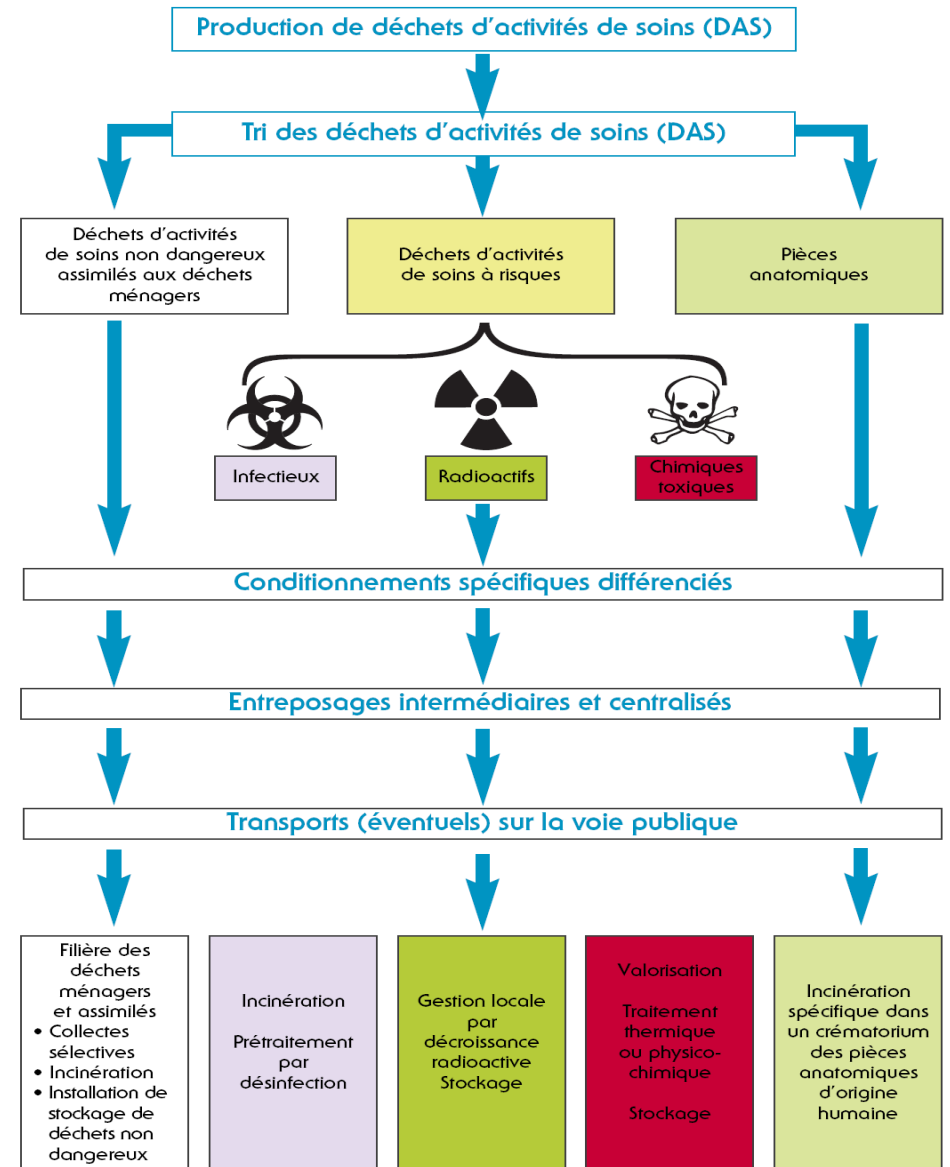 Production de déchets d'activités de soins (DAS)
Tri des déchets d'activités de soins (DAS)
Déchets d'activités
de soins non dangereux
assimilés aux déchets
ménagers
Déchets d'activités
de soins à risques
Pièces
anatomiques
Infectieux
Radioactifs
Chimiques
toxiques
Conditionnements spécifiques différenciés
Entreposages intermédiaires et centralisés
Transports (éventuels) sur la voie publique
Filière des
déchets
ménagers
et assimilés
• Collectes
sélectives
• Incinération
• Installation de
stockage de
déchets non
dangereux
Incinération
Prétraitement
par
désinfection
Gestion locale
par
décroissance
radioactive
Stockage
Valorisation
Traitement
thermique
ou physico-
chimique
Stockage
Incinération
spécifique dans
un crématorium
des pièces
anatomiques
d'origine
humaine